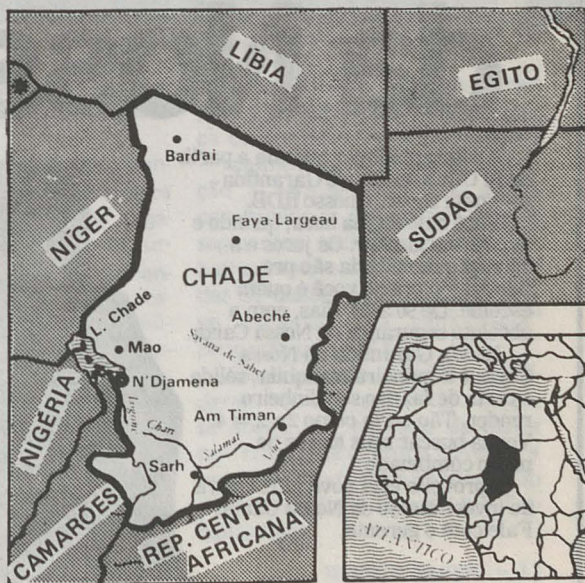 LÍBIA
EGITO
Bardai
NÍGER
Faya-Largeau
SUDÃO
CHADE
L. Chade
Abeché
Mao
Savana de Sahel
N'Djamena
NIGÉRIA
Logone
Chari
Am Timan
Salamat
Sarh
CAMARÕES
REP. CENTRO
AFRICANA
ATLÂNTICO